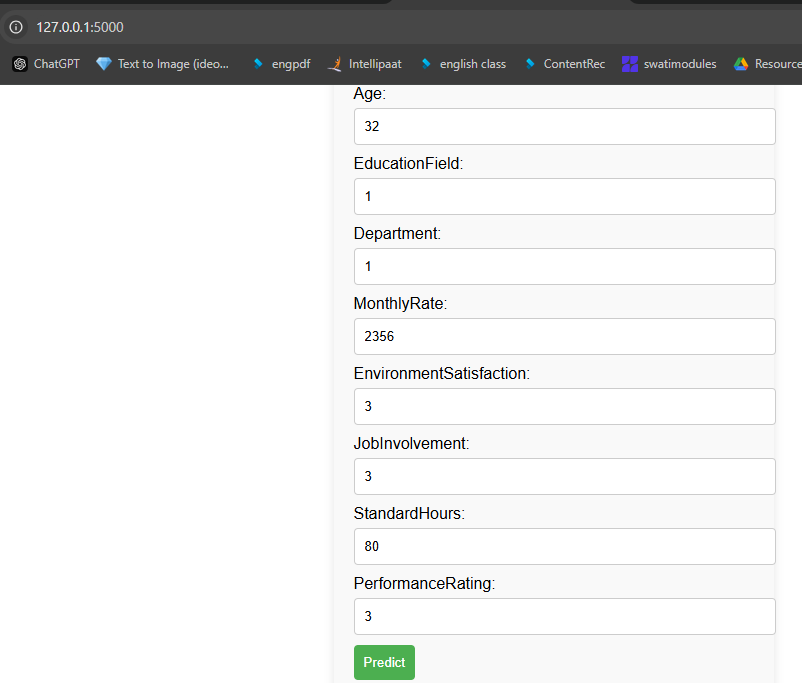 127.0.0.1:5000
ChatGPT Text to Image (ideo... engpdf Intellipaat english class ContentRec swatimodules Resource
Age:
32
EducationField:
1
Department:
1
MonthlyRate:
2356
EnvironmentSatisfaction:
3
JobInvolvement:
3
StandardHours:
80
PerformanceRating:
3
Predict